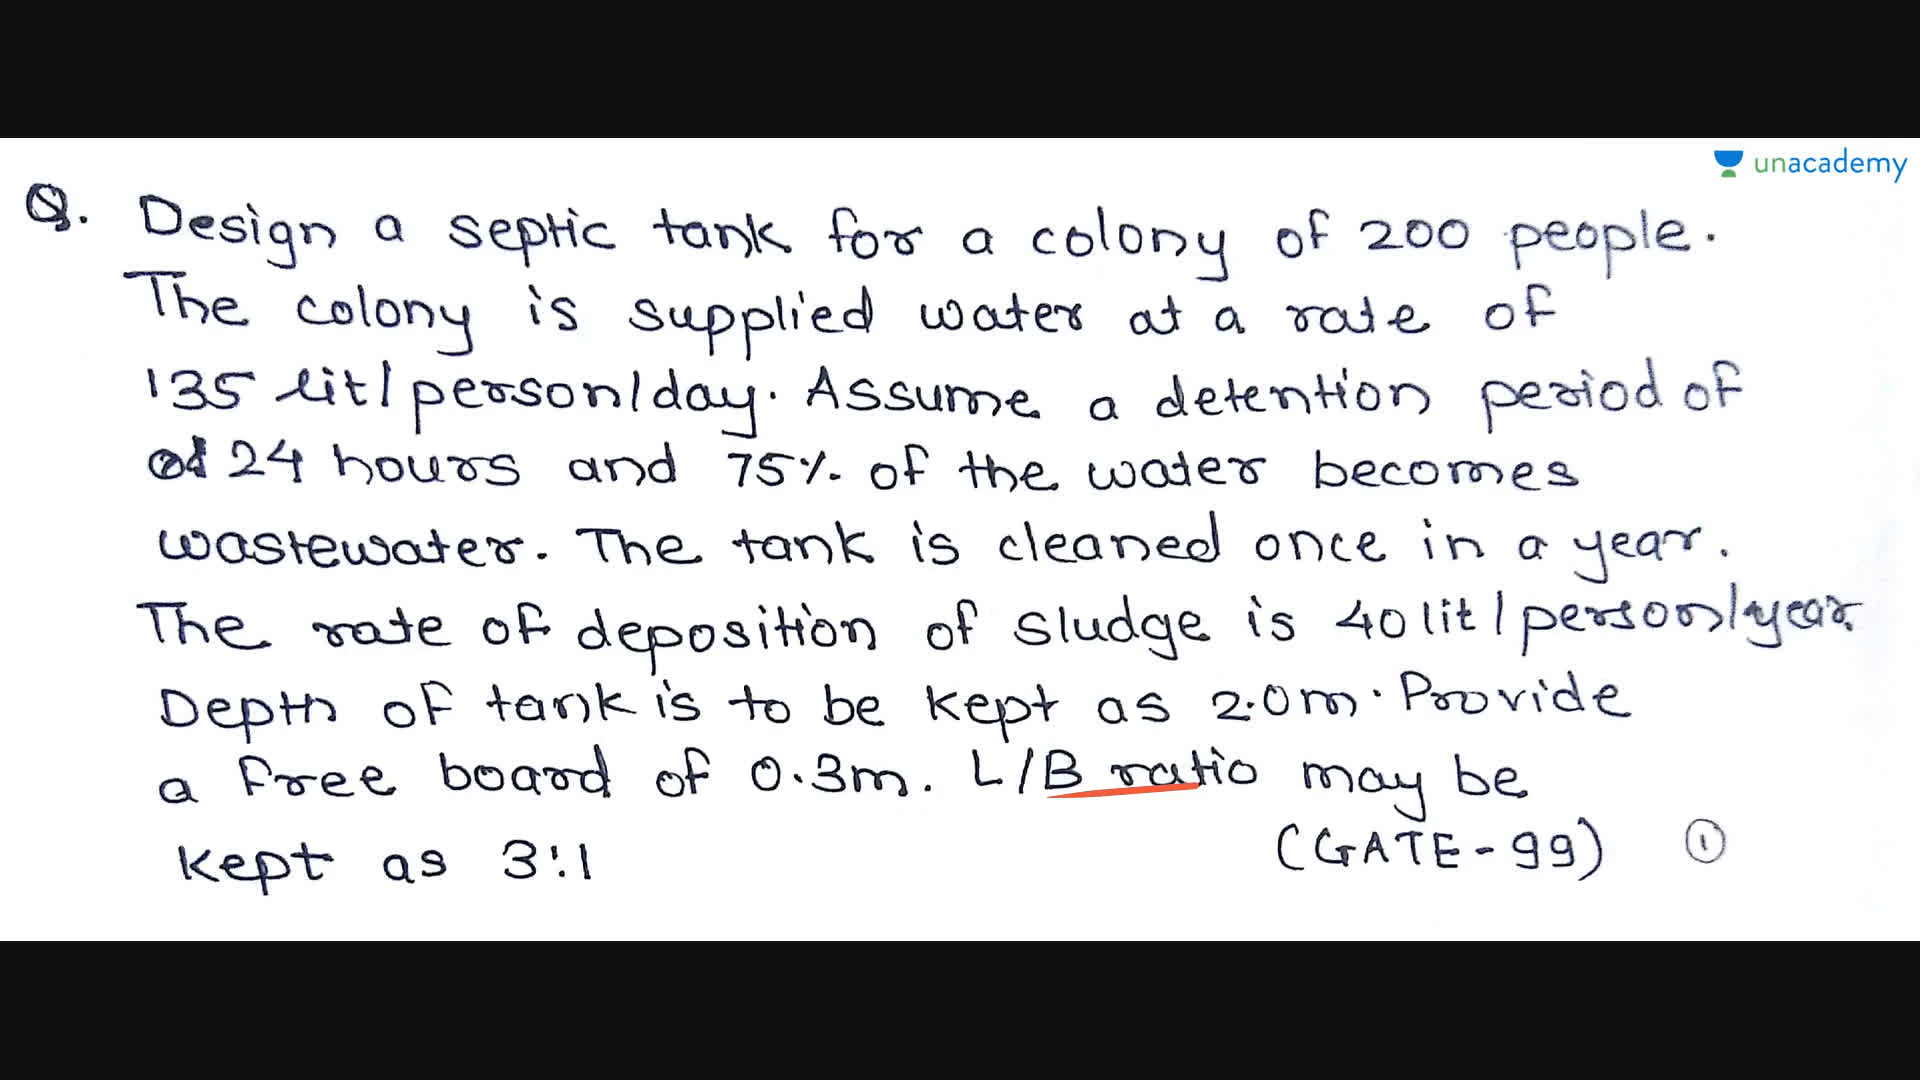 unacademy
Q. Design a septic tank for a colony of 200 people.
The colony is supplied water at a rate of
135 lit/person/day. Assume a detention period of
of 24 hours and 75% of the water becomes
wastewater. The tank is cleaned once in a year.
The rate of deposition of sludge is 40 lit/person/year.
Depth of tank is to be kept as 2.0m. Provide
a free board of 0.3m. L/B ratio may be
kept as 3:1 (GATE-99) 1